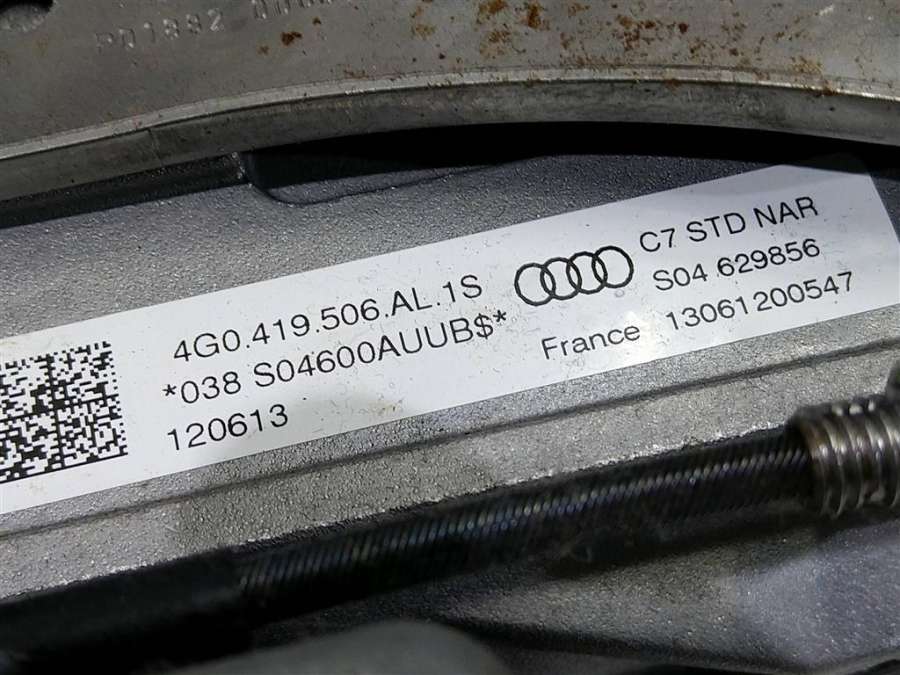 4G0.419.506.AL.1S
*038 S04600AUUB$*
120613
C7 STD NAR
S04 629856
France 13061200547